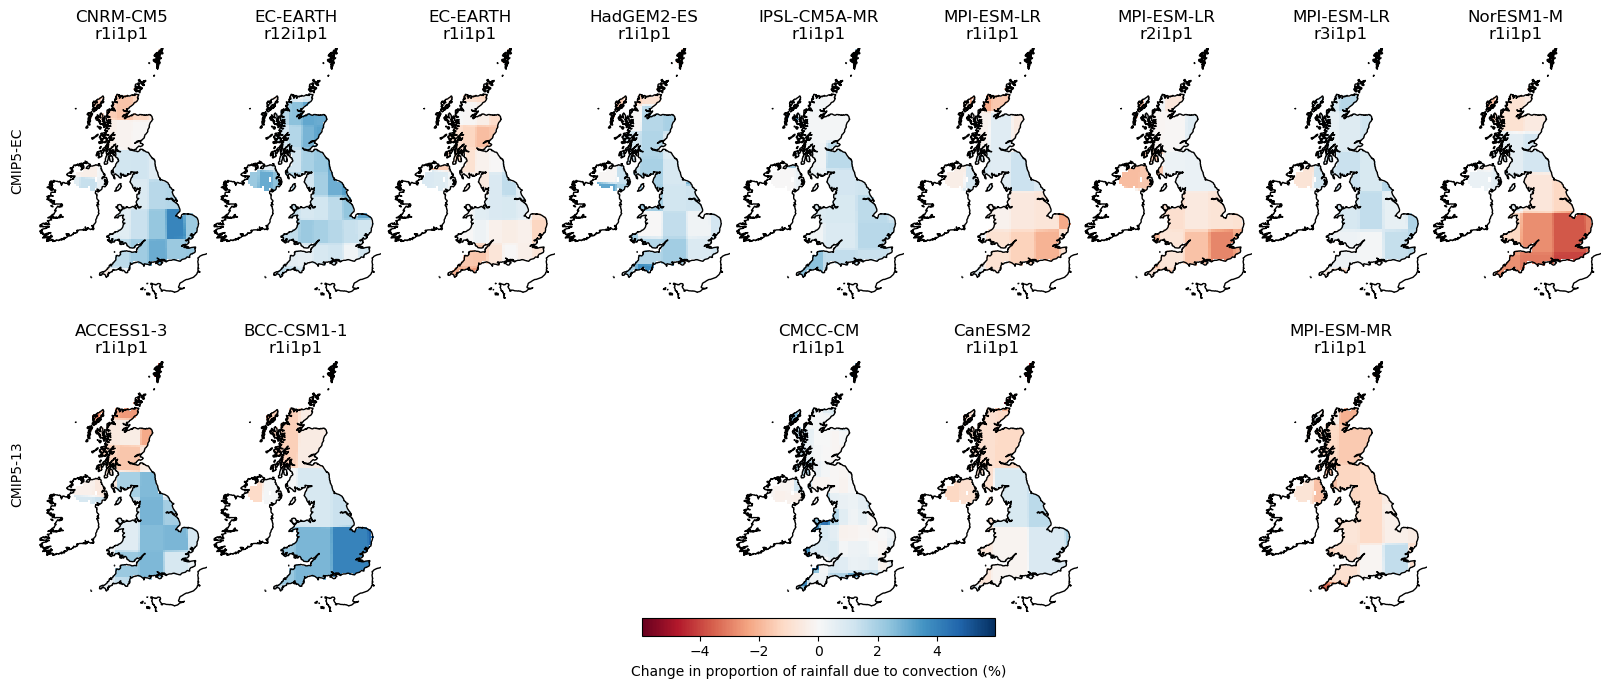 CNRM-CM5
r1i1p1
EC-EARTH
r12i1p1
EC-EARTH
r1i1p1
HadGEM2-ES
r1i1p1
IPSL-CM5A-MR
r1i1p1
MPI-ESM-LR
r1i1p1
MPI-ESM-LR
r2i1p1
MPI-ESM-LR
r3i1p1
NorESM1-M
r1i1p1
CMIP5-EC
ACCESS1-3
r1i1p1
BCC-CSM1-1
r1i1p1
CMCC-CM
r1i1p1
CanESM2
r1i1p1
MPI-ESM-MR
r1i1p1
CMIP5-13
−4 −2 0 2 4
Change in proportion of rainfall due to convection (%)